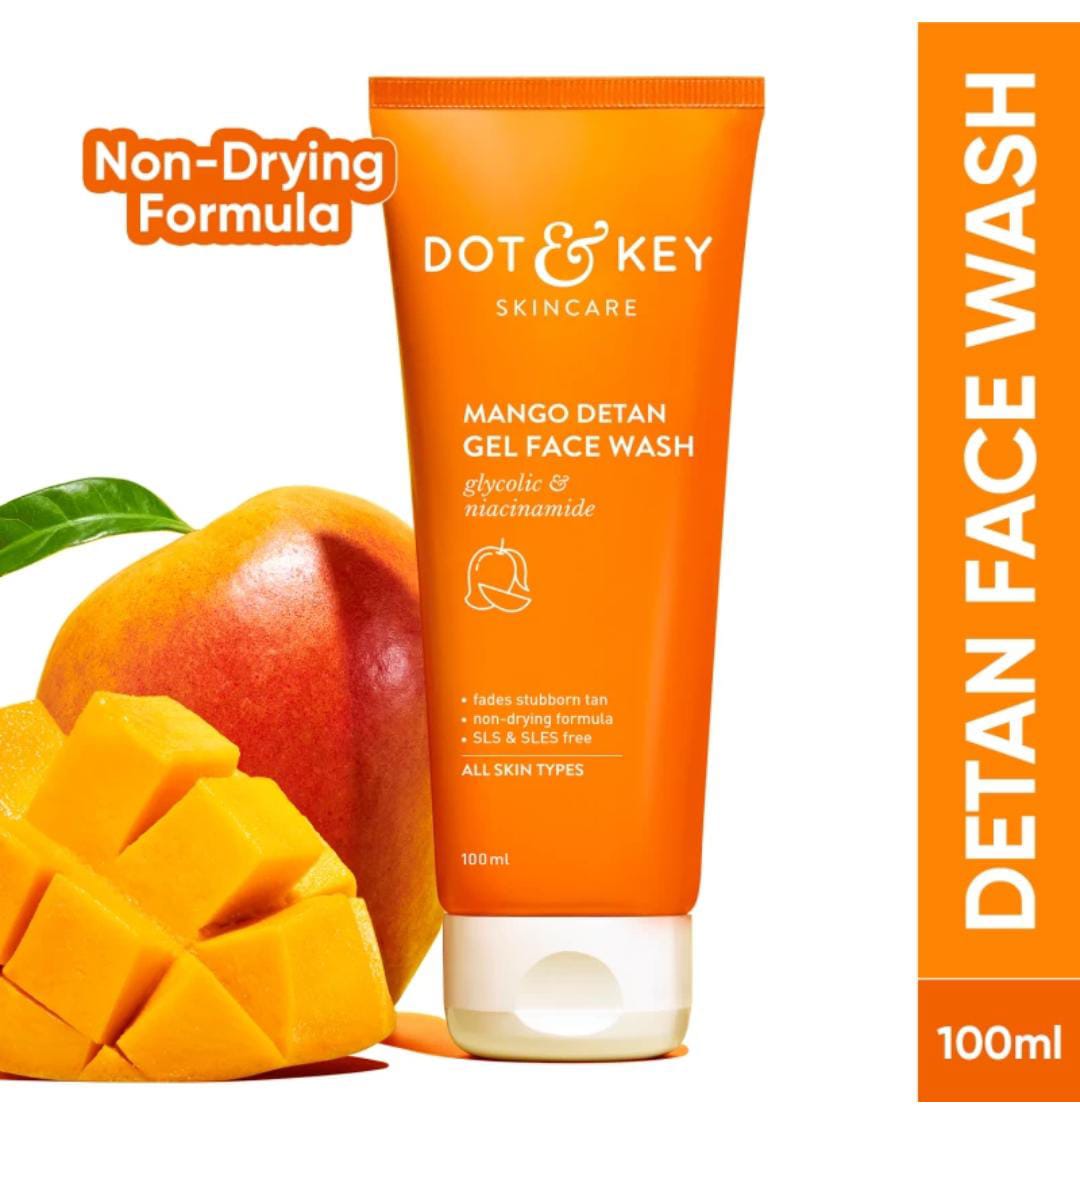 Non-Drying
Formula
DOT & KEY
SKINCARE
MANGO DETAN
GEL FACE WASH
glycolic &
niacinamide
• fades stubborn tan
• non-drying formula
• SLS & SLES free
ALL SKIN TYPES
100ml
DETAN FACE WASH
100ml